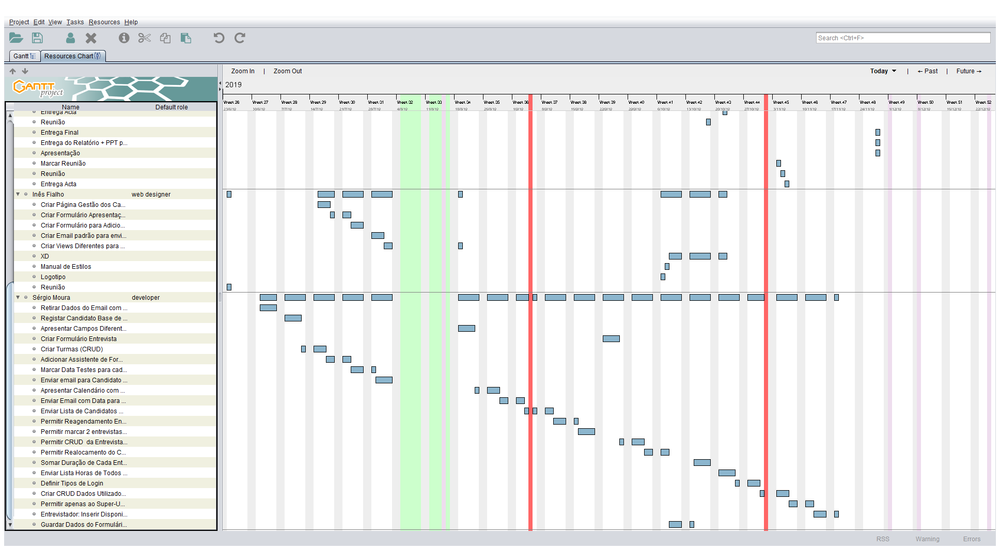 Project Edit View Tasks Resources Help
Search <Ctrl+F>
Gantt Resources Chart
Zoom In | Zoom Out Today | ← Past | Future →
GANTT project
2019
Week 26 Week 27 Week 28 Week 29 Week 30 Week 31 Week 32 Week 33 Week 34 Week 35 Week 36 Week 37 Week 38 Week 39 Week 40 Week 41 Week 42 Week 43 Week 44 Week 45 Week 46 Week 47 Week 48 Week 49 Week 50 Week 51 Week 52
Name Default role
23/6/19 30/6/19 7/7/19 14/7/19 21/7/19 28/7/19 4/8/19 11/8/19 18/8/19 25/8/19 1/9/19 8/9/19 15/9/19 22/9/19 29/9/19 6/10/19 13/10/19 20/10/19 27/10/19 3/11/19 10/11/19 17/11/19 24/11/19 1/12/19 8/12/19 15/12/19 22/12/19
Entrega Acta
Reunião
Entrega Final
Entrega do Relatório + PPT p...
Apresentação
Marcar Reunião
Reunião
Entrega Acta
Inês Fialho web designer
Criar Página Gestão dos Ca...
Criar Formulário Apresentaç...
Criar Formulário para Adicio...
Criar Email padrão para envi...
Criar Views Diferentes para ...
XD
Manual de Estilos
Logotipo
Reunião
Sérgio Moura developer
Retirar Dados do Email com ...
Registar Candidato Base de ...
Apresentar Campos Diferent...
Criar Formulário Entrevista
Criar Turmas (CRUD)
Adicionar Assistente de For...
Marcar Data Testes para cad...
Enviar email para Candidato ...
Apresentar Calendário com ...
Enviar Email com Data para ...
Enviar Lista de Candidatos ...
Permitir Reagendamento En...
Permitir marcar 2 entrevistas...
Permitir CRUD da Entrevista...
Permitir Realocamento do C...
Somar Duração de Cada Ent...
Enviar Lista Horas de Todos ...
Definir Tipos de Login
Criar CRUD Dados Utilizado...
Permitir apenas ao Super-U...
Entrevistador: Inserir Disponi...
Guardar Dados do Formulári...
RSS Warning Errors